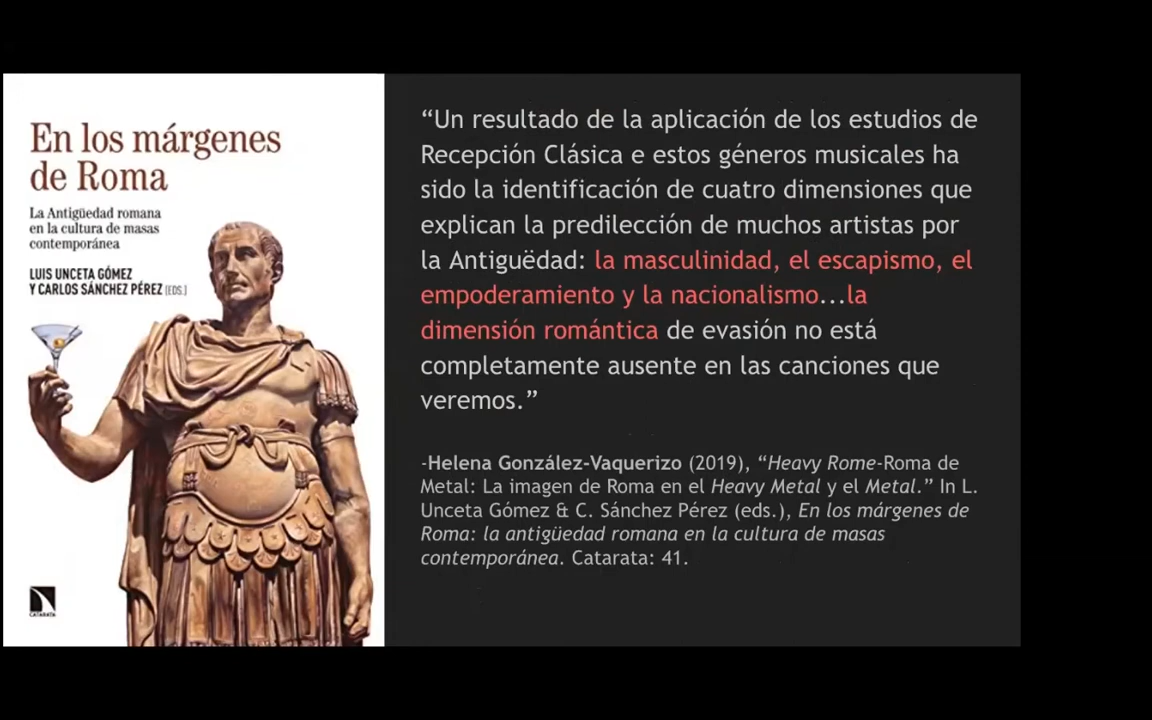 En los márgenes
de Roma
La Antigüedad romana
en la cultura de masas
contemporánea
LUIS UNCETA GÓMEZ
Y CARLOS SÁNCHEZ PÉREZ (EDS.)
CATARATA
“Un resultado de la aplicación de los estudios de
Recepción Clásica e estos géneros musicales ha
sido la identificación de cuatro dimensiones que
explican la predilección de muchos artistas por
la Antiguëdad: la masculinidad, el escapismo, el
empoderamiento y la nacionalismo...la
dimensión romántica de evasión no está
completamente ausente en las canciones que
veremos.”
-Helena González-Vaquerizo (2019), “Heavy Rome-Roma de
Metal: La imagen de Roma en el Heavy Metal y el Metal.” In L.
Unceta Gómez & C. Sánchez Pérez (eds.), En los márgenes de
Roma: la antigüedad romana en la cultura de masas
contemporánea. Catarata: 41.